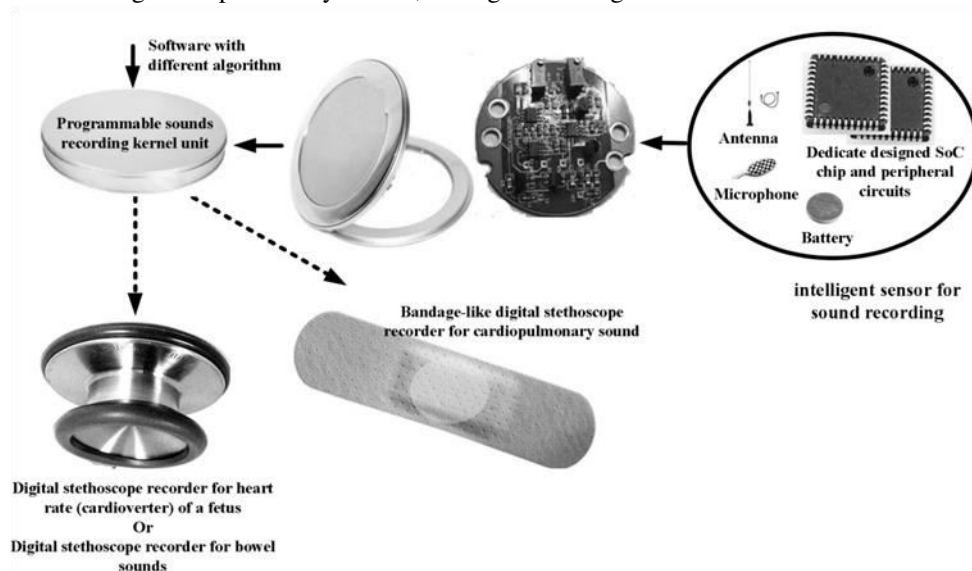 Software with
different algorithm
Programmable sounds
recording kernel unit
Antenna
Microphone
Dedicate designed SoC
chip and peripheral
circuits
Battery
intelligent sensor for
sound recording
Bandage-like digital stethoscope
recorder for cardiopulmonary sound
Digital stethoscope recorder for heart
rate (cardioverter) of a fetus
Or
Digital stethoscope recorder for bowel
sounds